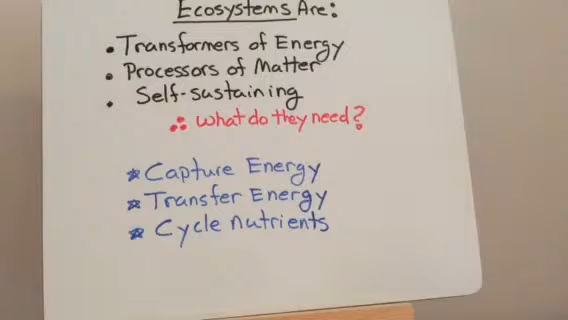 Ecosystems Are:
• Transformers of Energy
• Processors of Matter
• Self-sustaining
∴ What do they need?
* Capture Energy
* Transfer Energy
* Cycle nutrients